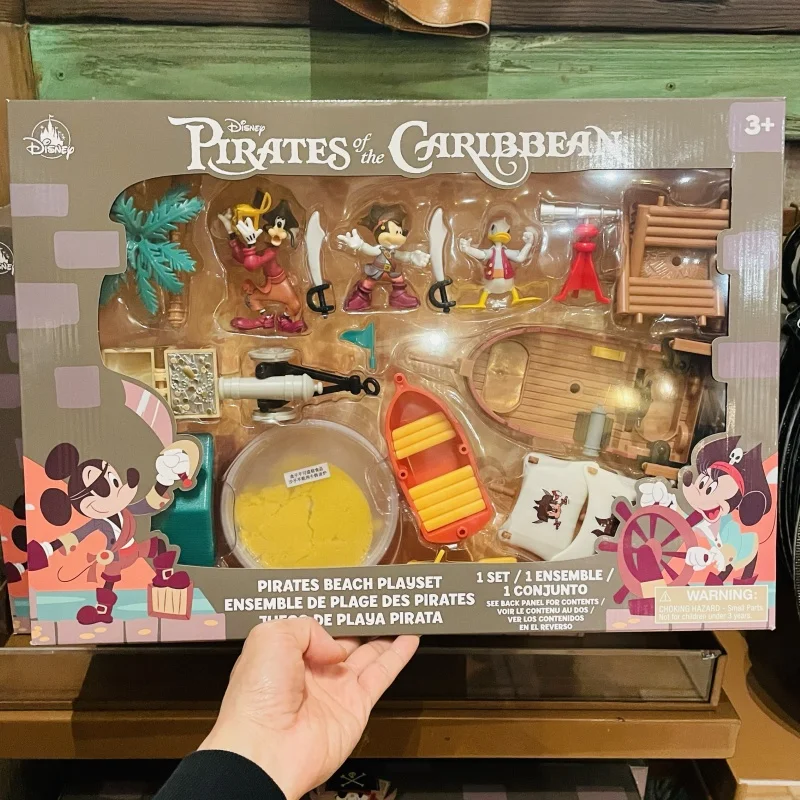 Disney
Disney
PIRATES of the CARIBBEAN
3+
PIRATES BEACH PLAYSET
ENSEMBLE DE PLAGE DES PIRATES
JUEGO DE PLAYA PIRATA
1 SET / 1 ENSEMBLE /
1 CONJUNTO
SEE BACK PANEL FOR CONTENTS /
VOIR LE CONTENU AU DOS /
VER LOS CONTENIDOS
EN EL REVERSO
WARNING:
CHOKING HAZARD - Small Parts
Not for children under 3 years.